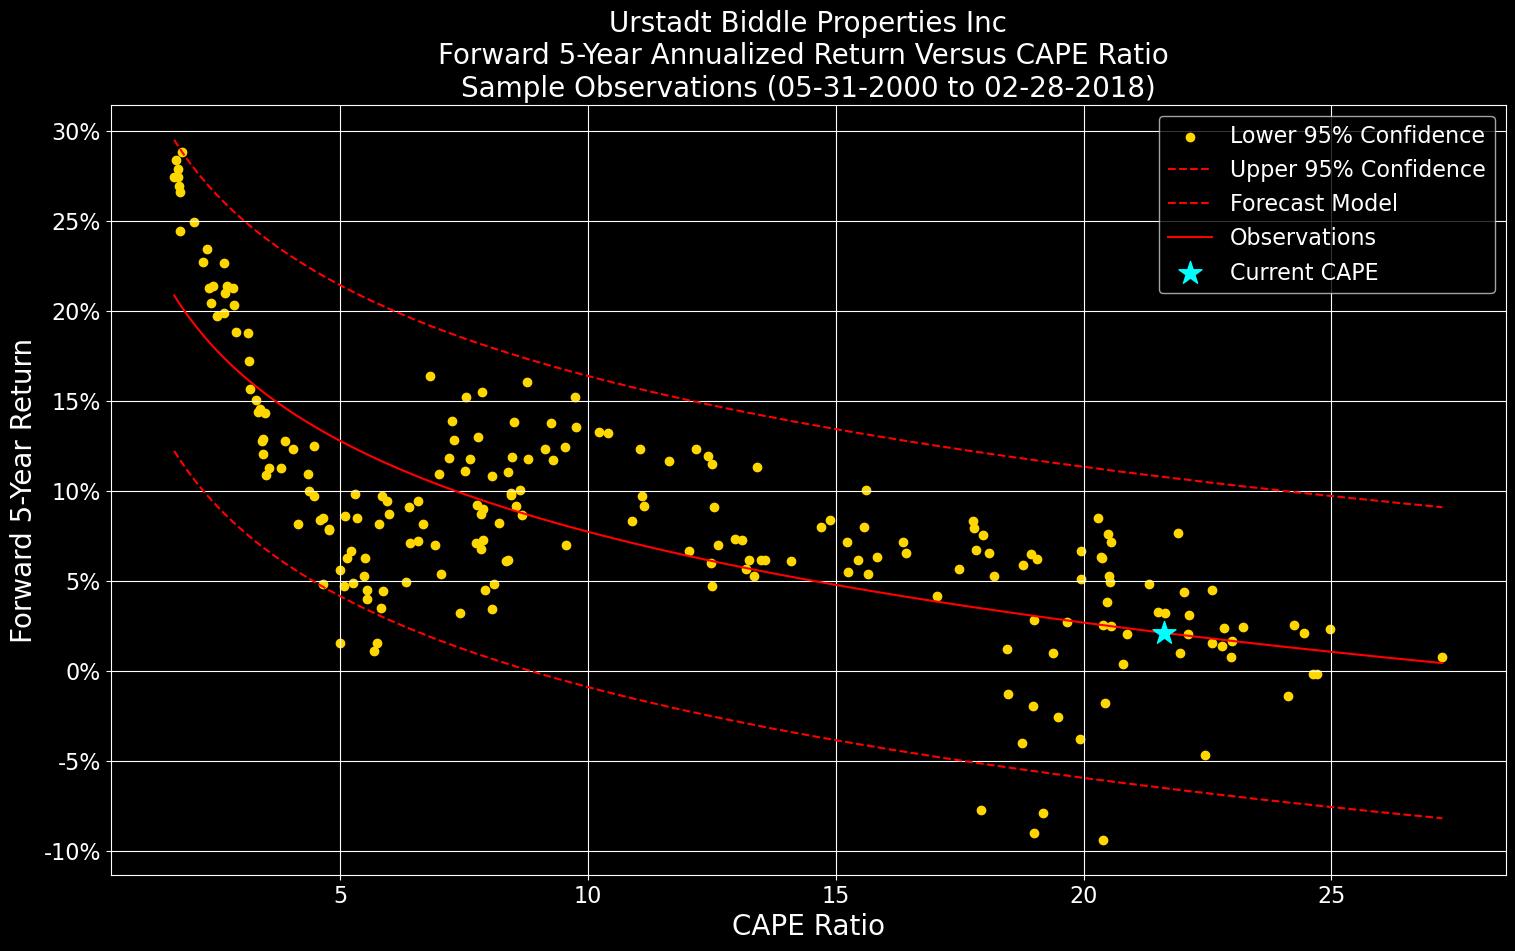 Urstadt Biddle Properties Inc
Forward 5-Year Annualized Return Versus CAPE Ratio
Sample Observations (05-31-2000 to 02-28-2018)
Lower 95% Confidence
Upper 95% Confidence
Forecast Model
Observations
Current CAPE
Forward 5-Year Return
30%
25%
20%
15%
10%
5%
0%
-5%
-10%
5
10
15
20
25
CAPE Ratio